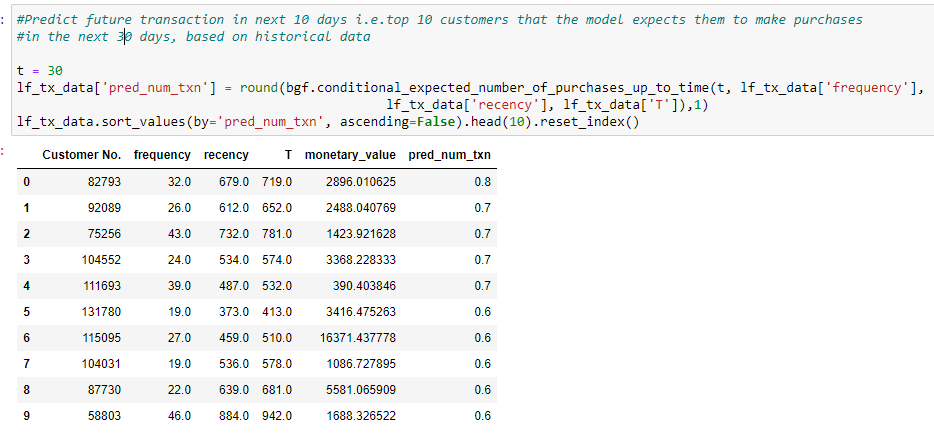 : #Predict future transaction in next 10 days i.e.top 10 customers that the model expects them to make purchases
#in the next 30 days, based on historical data
t = 30
lf_tx_data['pred_num_txn'] = round(bgf.conditional_expected_number_of_purchases_up_to_time(t, lf_tx_data['frequency'],
lf_tx_data['recency'], lf_tx_data['T']),1)
lf_tx_data.sort_values(by='pred_num_txn', ascending=False).head(10).reset_index()
: Customer No. frequency recency T monetary_value pred_num_txn
0 82793 32.0 679.0 719.0 2896.010625 0.8
1 92089 26.0 612.0 652.0 2488.040769 0.7
2 75256 43.0 732.0 781.0 1423.921628 0.7
3 104552 24.0 534.0 574.0 3368.228333 0.7
4 111693 39.0 487.0 532.0 390.403846 0.7
5 131780 19.0 373.0 413.0 3416.475263 0.6
6 115095 27.0 459.0 510.0 16371.437778 0.6
7 104031 19.0 536.0 578.0 1086.727895 0.6
8 87730 22.0 639.0 681.0 5581.065909 0.6
9 58803 46.0 884.0 942.0 1688.326522 0.6